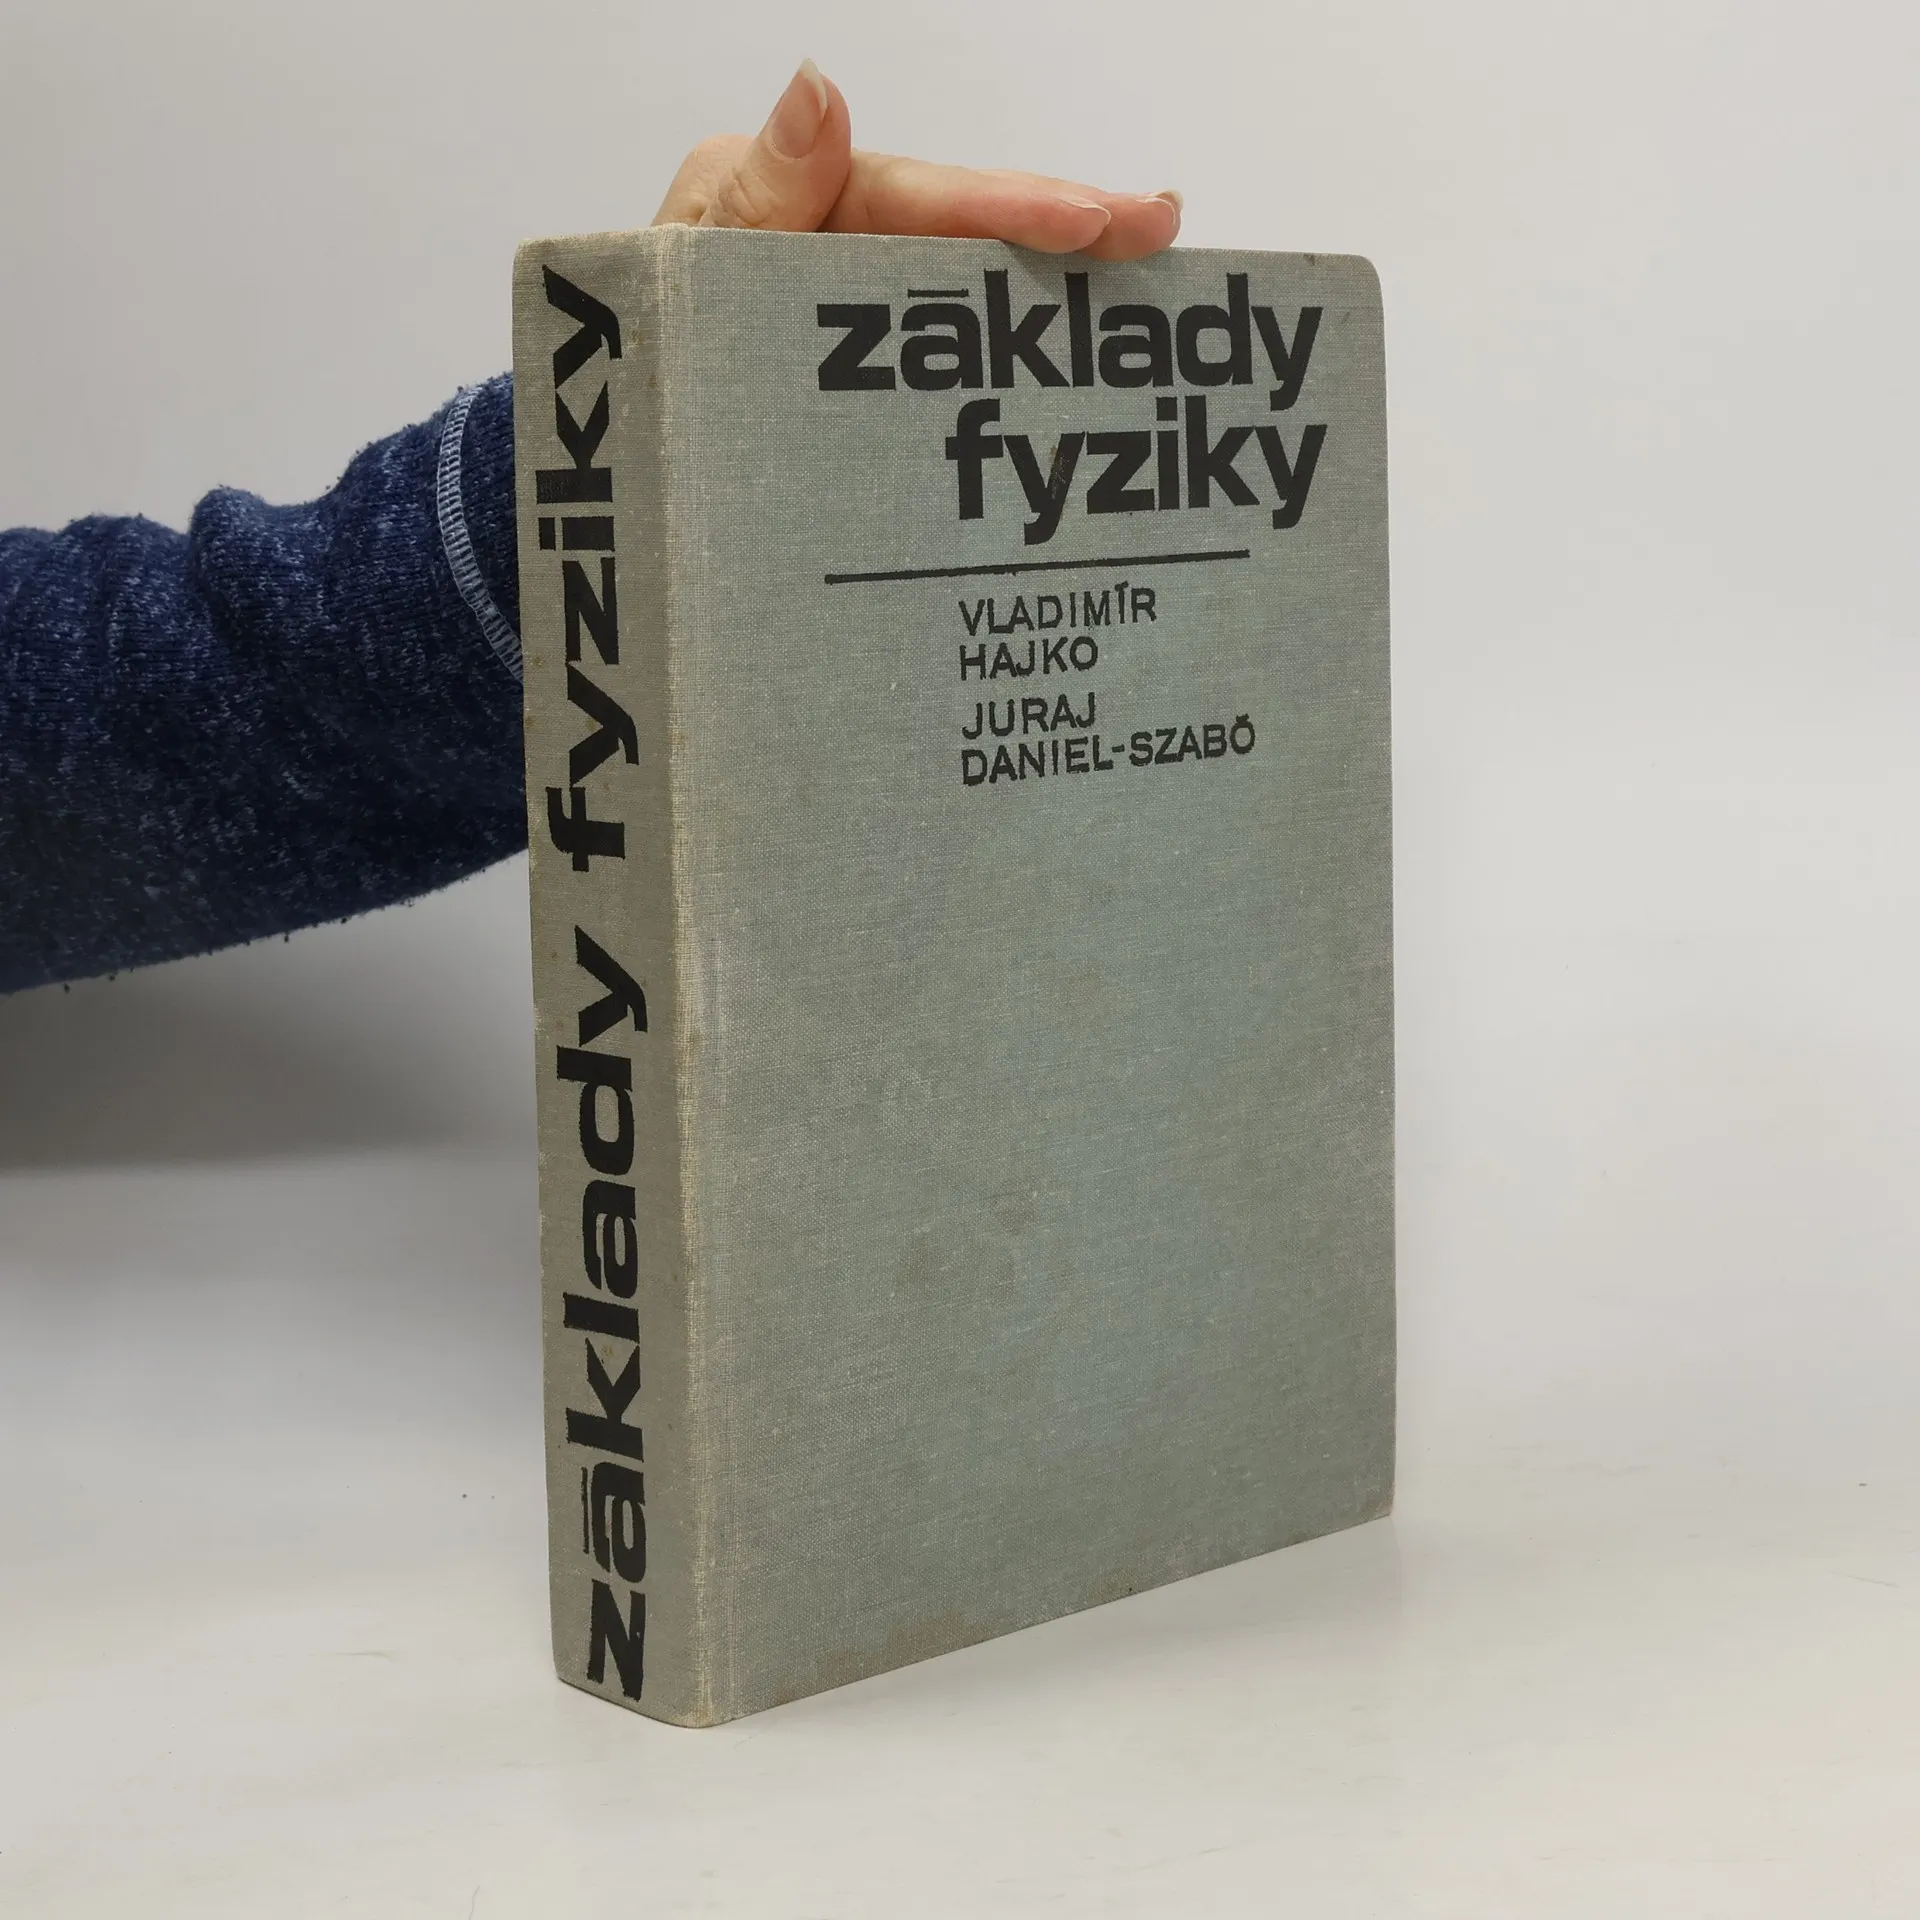 základy
fyziky
VLADIMÍR
HAJKO
JURAJ
DANIEL-SZABÓ
základy fyziky